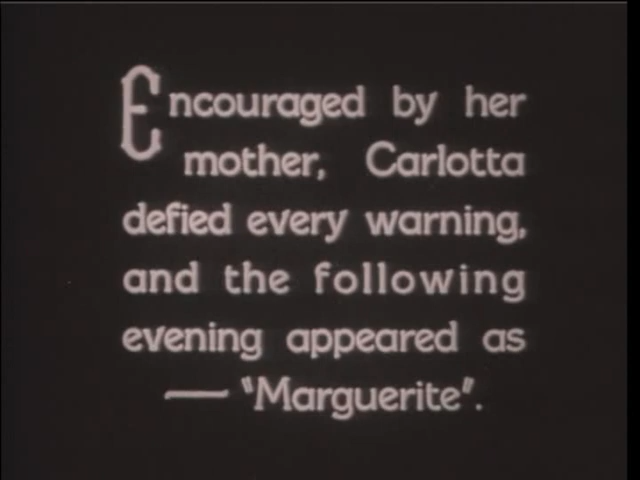 Encouraged by her
mother, Carlotta
defied every warning,
and the following
evening appeared as
— "Marguerite".